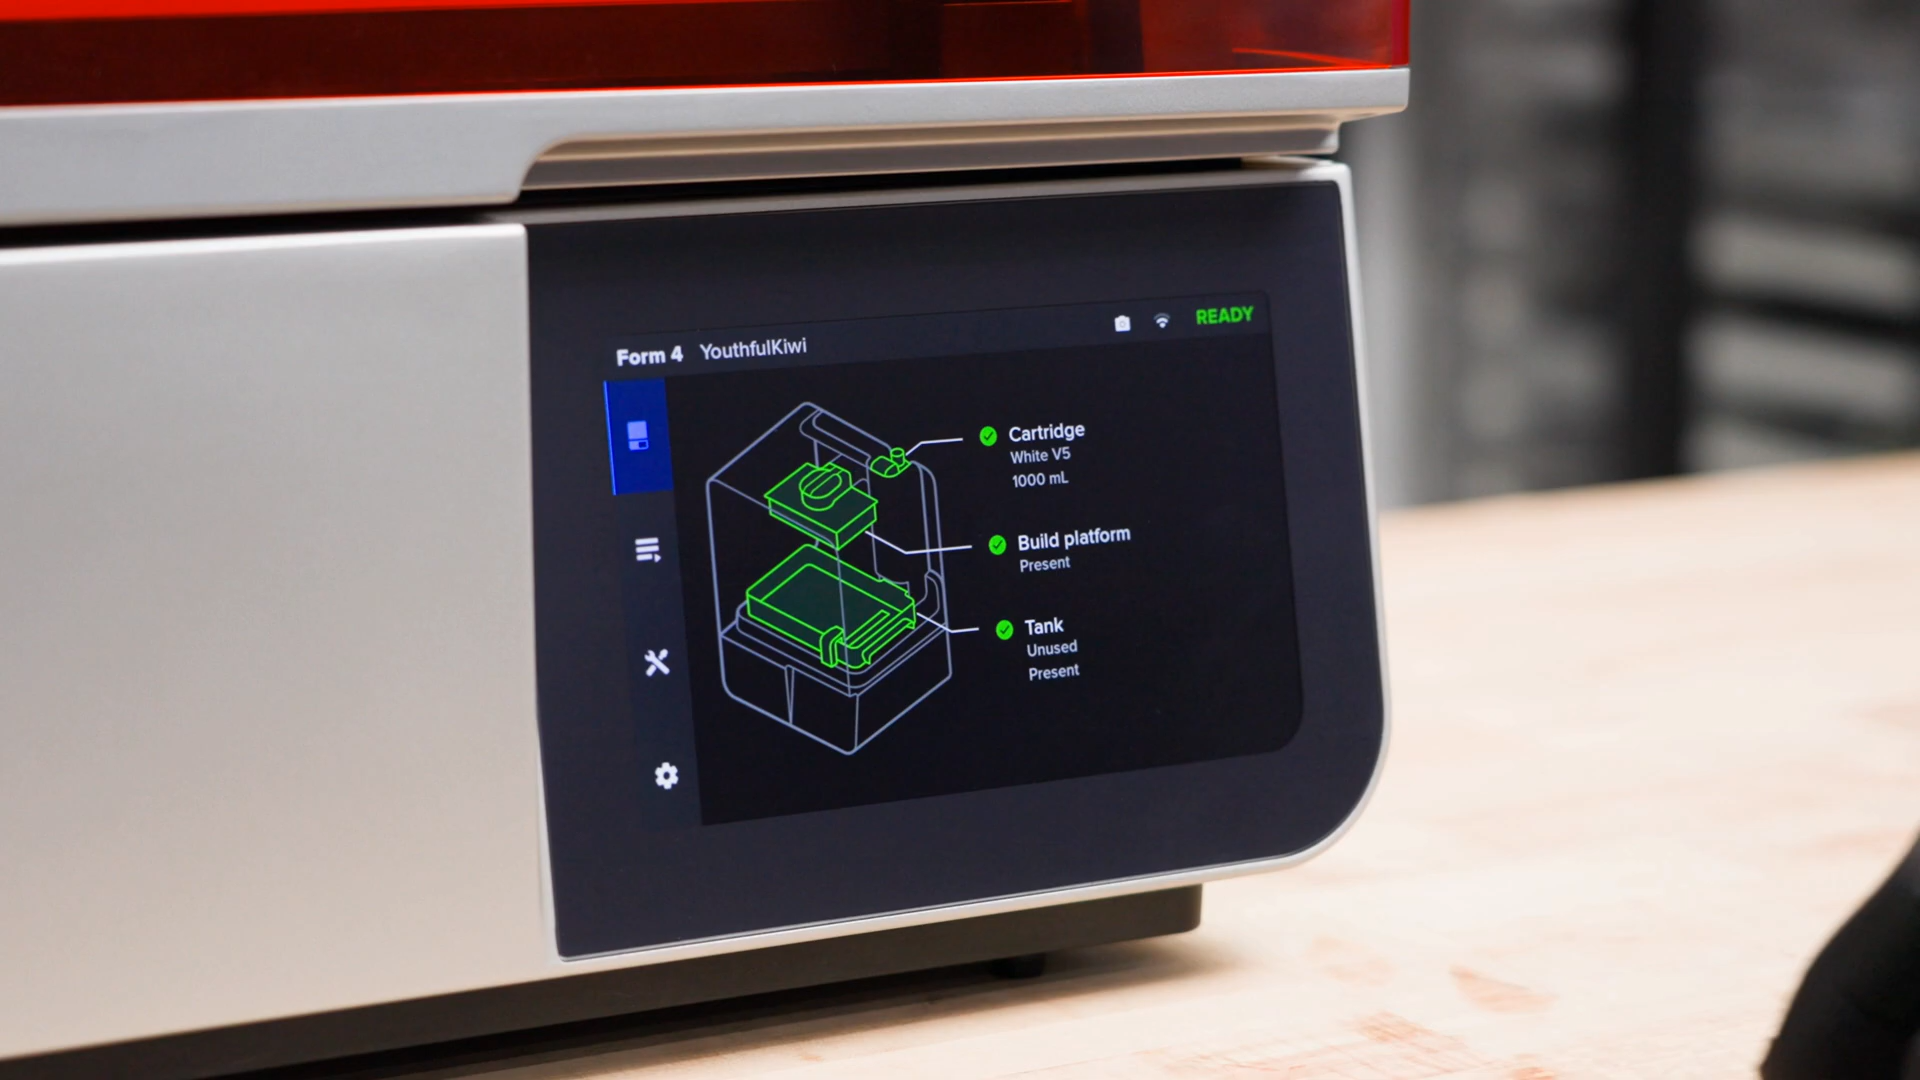 Form 4 YouthfulKiwi READY
Cartridge
White V5
1000 mL
Build platform
Present
Tank
Unused
Present